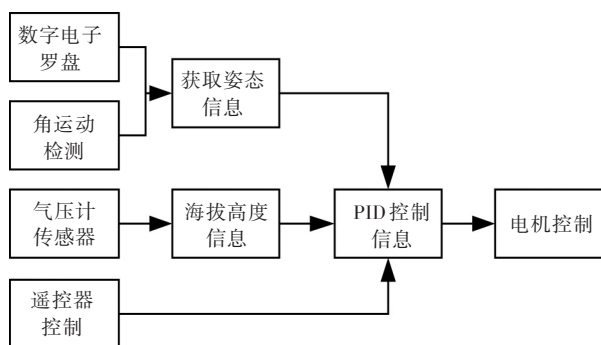 数字电子
罗盘
角运动
检测
获取姿态
信息
气压计
传感器
海拔高度
信息
PID控制
信息
电机控制
遥控器
控制